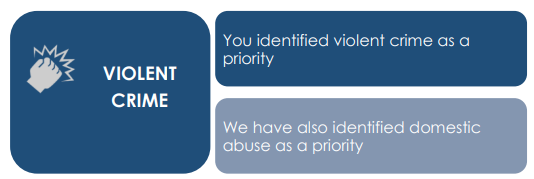 VIOLENT
CRIME
You identified violent crime as a
priority
We have also identified domestic
abuse as a priority